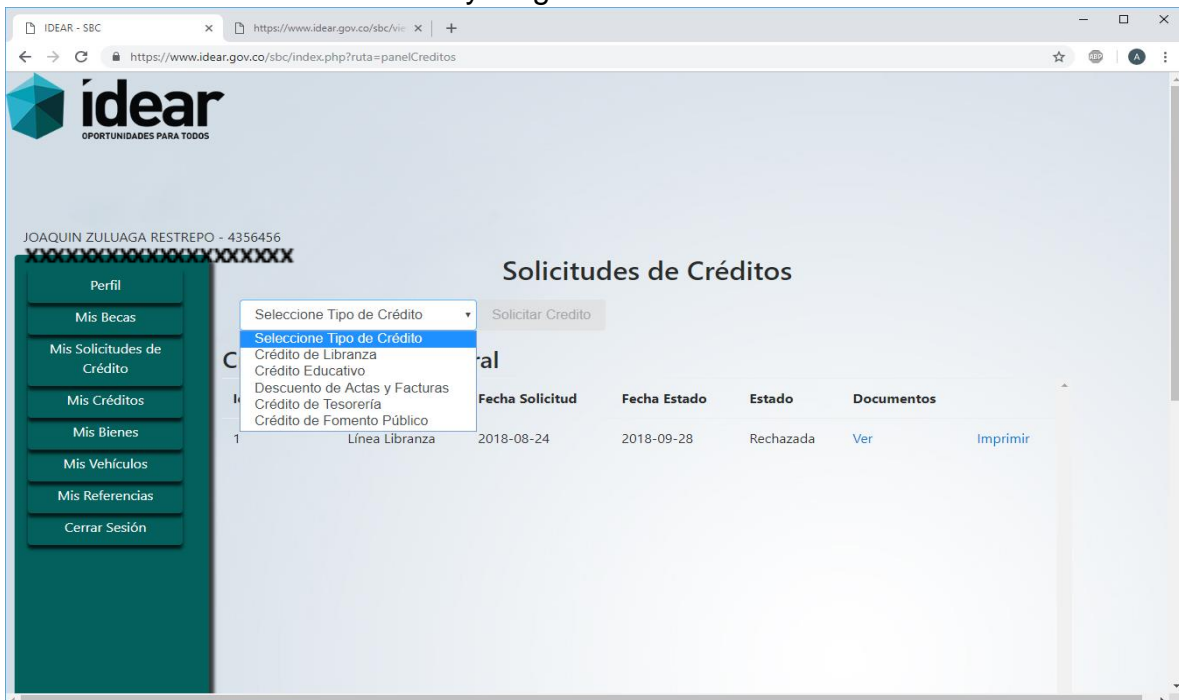 IDEAR - SBC
https://www.idear.gov.co/sbc/vie
https://www.idear.gov.co/sbc/index.php?ruta=panelCreditos
ABP
A
idear
OPORTUNIDADES PARA TODOS
JOAQUIN ZULUAGA RESTREPO - 4356456
Solicitudes de Créditos
Perfil
Mis Becas
Mis Solicitudes de
Crédito
Mis Créditos
Mis Bienes
Mis Vehículos
Mis Referencias
Cerrar Sesión
Seleccione Tipo de Crédito
Solicitar Credito
Seleccione Tipo de Crédito
Crédito de Libranza
Crédito Educativo
Descuento de Actas y Facturas
Crédito de Tesorería
Crédito de Fomento Público
Fecha Solicitud Fecha Estado Estado Documentos
1 Línea Libranza 2018-08-24 2018-09-28 Rechazada Ver Imprimir